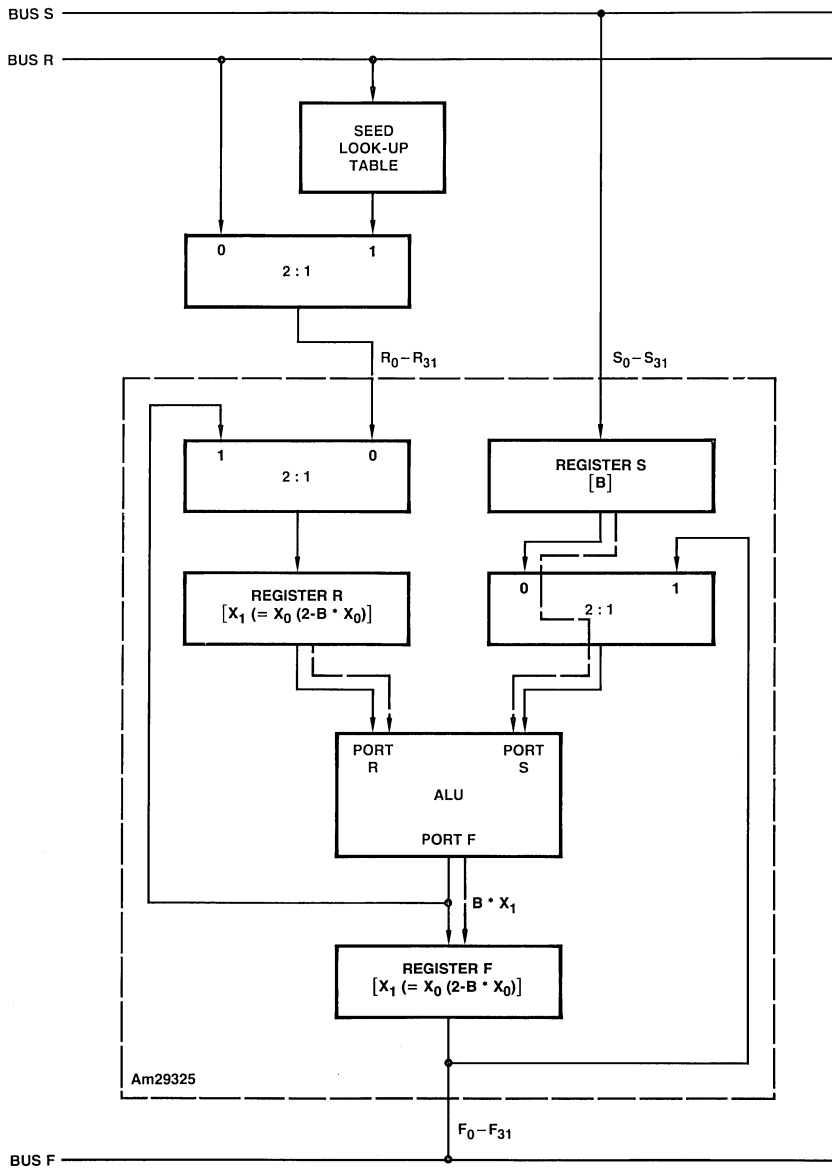 BUS S
BUS R
SEED
LOOK-UP
TABLE
0 1
2 : 1
R0–R31
S0–S31
1 0
2 : 1
REGISTER S
[B]
REGISTER R
[X1 (= X0 (2-B * X0)]
0 1
2 : 1
PORT
R
PORT
S
ALU
PORT F
B * X1
REGISTER F
[X1 (= X0 (2-B * X0)]
Am29325
F0–F31
BUS F